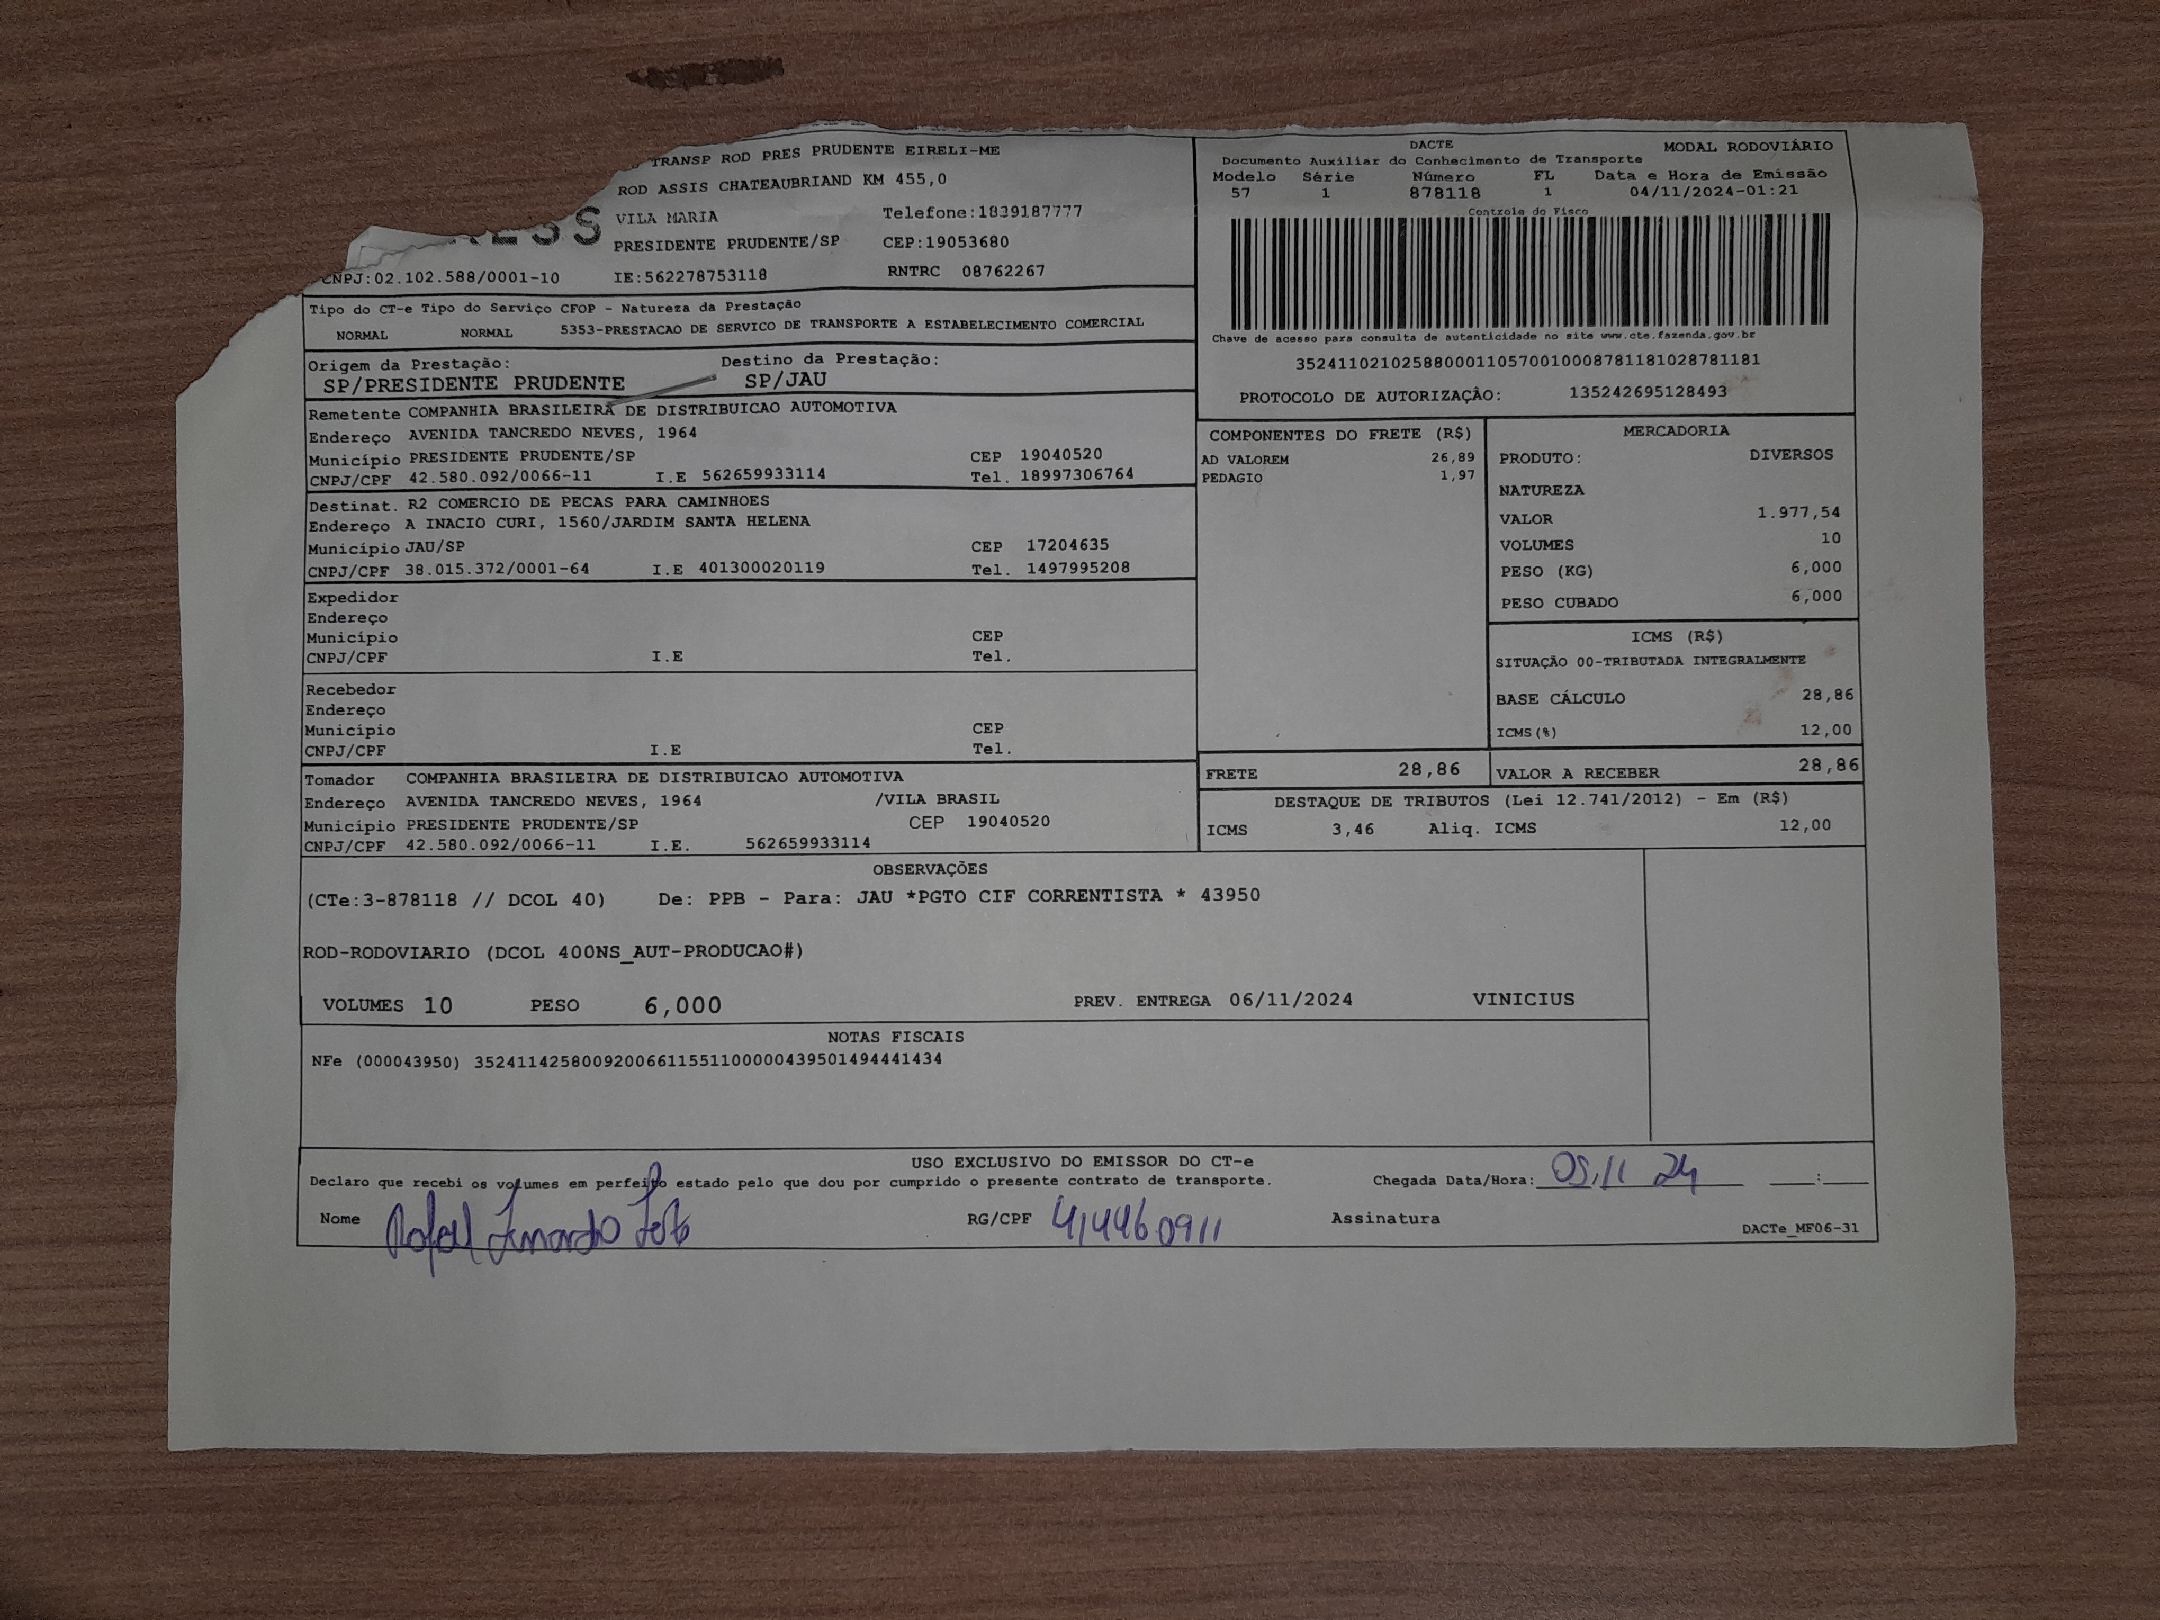 TRANSP ROD PRES PRUDENTE EIRELI-ME
ROD ASSIS CHATEAUBRIAND KM 455,0
VILA MARIA Telefone:1839187777
PRESIDENTE PRUDENTE/SP CEP:19053680
CNPJ:02.102.588/0001-10 IE:562278753118 RNTRC 08762267
DACTE MODAL RODOVIÁRIO
Documento Auxiliar do Conhecimento de Transporte
Modelo Série Número FL Data e Hora de Emissão
57 1 878118 1 04/11/2024-01:21
Controle do Fisco
Chave de acesso para consulta de autenticidade no site www.cte.fazenda.gov.br
35241102102588000110570010008781181028781181
PROTOCOLO DE AUTORIZAÇÃO: 135242695128493
Tipo do CT-e Tipo do Serviço CFOP - Natureza da Prestação
NORMAL NORMAL 5353-PRESTACAO DE SERVICO DE TRANSPORTE A ESTABELECIMENTO COMERCIAL
Origem da Prestação: Destino da Prestação:
SP/PRESIDENTE PRUDENTE SP/JAU
Remetente COMPANHIA BRASILEIRA DE DISTRIBUICAO AUTOMOTIVA
Endereço AVENIDA TANCREDO NEVES, 1964
Município PRESIDENTE PRUDENTE/SP CEP 19040520
CNPJ/CPF 42.580.092/0066-11 I.E 562659933114 Tel. 18997306764
Destinat. R2 COMERCIO DE PECAS PARA CAMINHOES
Endereço A INACIO CURI, 1560/JARDIM SANTA HELENA
Município JAU/SP CEP 17204635
CNPJ/CPF 38.015.372/0001-64 I.E 401300020119 Tel. 1497995208
Expedidor
Endereço
Município CEP
CNPJ/CPF I.E Tel.
Recebedor
Endereço
Município CEP
CNPJ/CPF I.E Tel.
Tomador COMPANHIA BRASILEIRA DE DISTRIBUICAO AUTOMOTIVA
Endereço AVENIDA TANCREDO NEVES, 1964 /VILA BRASIL
Município PRESIDENTE PRUDENTE/SP CEP 19040520
CNPJ/CPF 42.580.092/0066-11 I.E. 562659933114
COMPONENTES DO FRETE (R$)
AD VALOREM 26,89
PEDAGIO 1,97
MERCADORIA
PRODUTO: DIVERSOS
NATUREZA
VALOR 1.977,54
VOLUMES 10
PESO (KG) 6,000
PESO CUBADO 6,000
ICMS (R$)
SITUAÇÃO 00-TRIBUTADA INTEGRALMENTE
BASE CÁLCULO 28,86
ICMS(%) 12,00
FRETE 28,86 VALOR A RECEBER 28,86
DESTAQUE DE TRIBUTOS (Lei 12.741/2012) - Em (R$)
ICMS 3,46 Aliq. ICMS 12,00
OBSERVAÇÕES
(CTe:3-878118 // DCOL 40) De: PPB - Para: JAU *PGTO CIF CORRENTISTA * 43950
ROD-RODOVIARIO (DCOL 400NS_AUT-PRODUCAO#)
VOLUMES 10 PESO 6,000 PREV. ENTREGA 06/11/2024 VINICIUS
NOTAS FISCAIS
NFe (000043950) 35241142580092006611551100000439501494441434
USO EXCLUSIVO DO EMISSOR DO CT-e
Declaro que recebi os volumes em perfeito estado pelo que dou por cumprido o presente contrato de transporte. Chegada Data/Hora: 05/11 24 :
Nome Rafael RG/CPF 414460911 Assinatura
DACTe_MF06-31